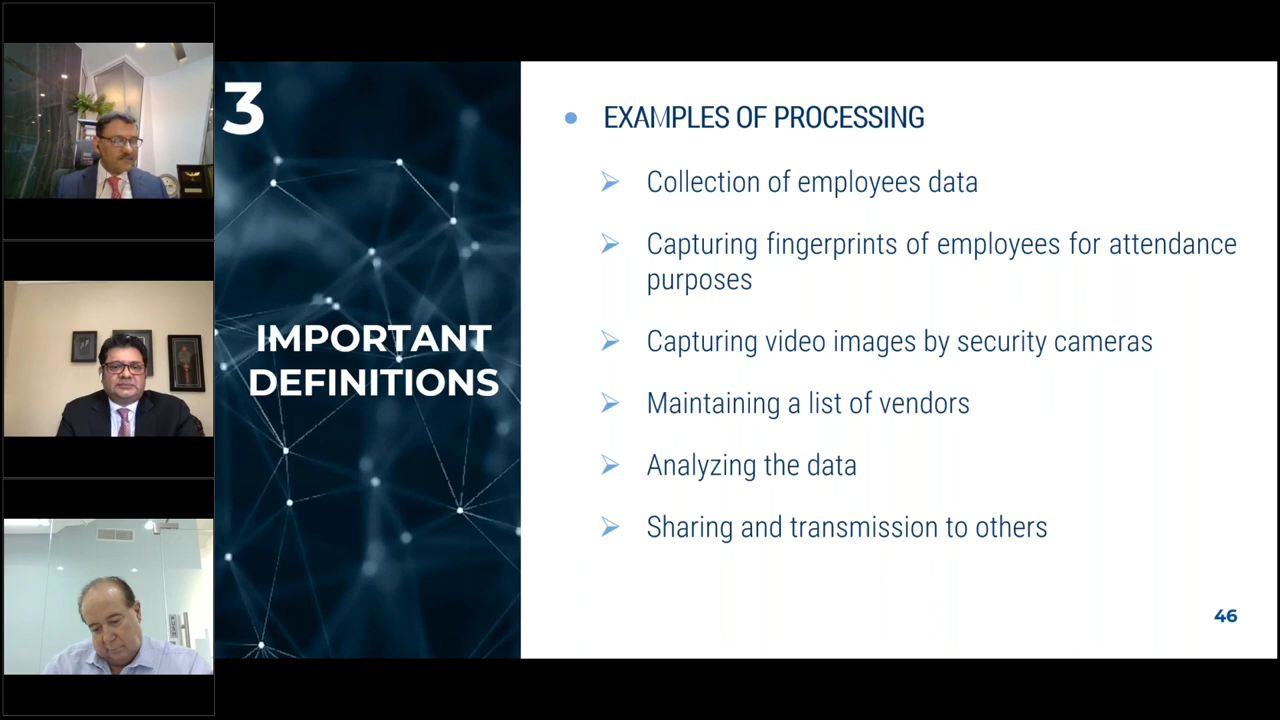 3
IMPORTANT
DEFINITIONS
EXAMPLES OF PROCESSING
Collection of employees data
Capturing fingerprints of employees for attendance
purposes
Capturing video images by security cameras
Maintaining a list of vendors
Analyzing the data
Sharing and transmission to others
46